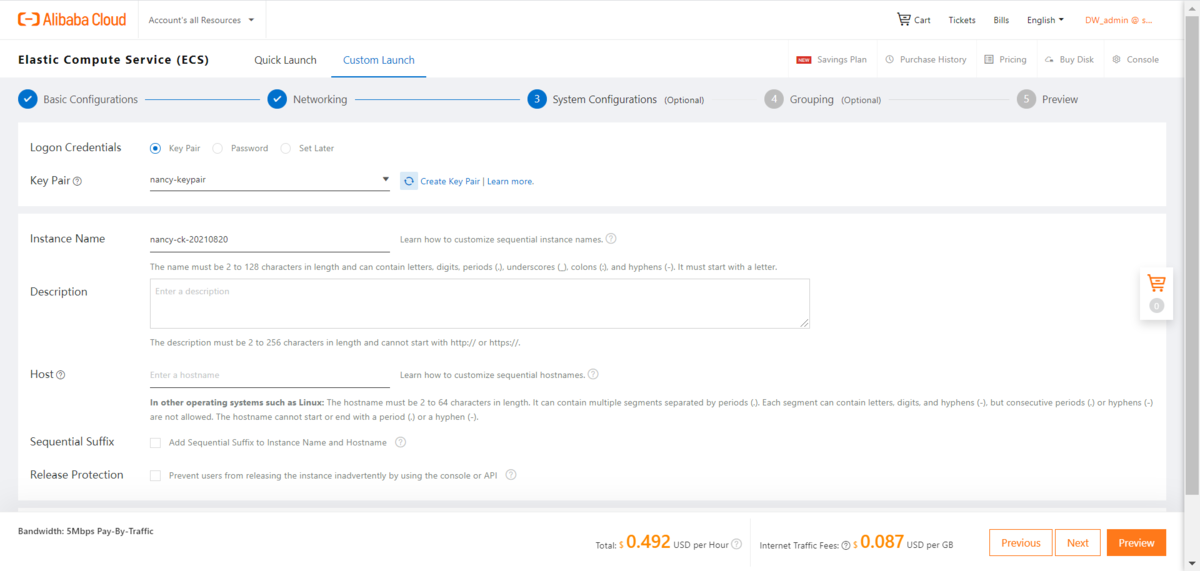 Alibaba Cloud Account's all Resources Cart Tickets Bills English DW_admin @ s...
Elastic Compute Service (ECS) Quick Launch Custom Launch NEW Savings Plan Purchase History Pricing Buy Disk Console
Basic Configurations Networking 3 System Configurations (Optional) 4 Grouping (Optional) 5 Preview
Logon Credentials Key Pair Password Set Later
Key Pair ? nancy-keypair Create Key Pair | Learn more.
Instance Name nancy-ck-20210820 Learn how to customize sequential instance names. ?
The name must be 2 to 128 characters in length and can contain letters, digits, periods (.), underscores (_), colons (:), and hyphens (-). It must start with a letter.
Description Enter a description
0
The description must be 2 to 256 characters in length and cannot start with http:// or https://.
Host ? Enter a hostname Learn how to customize sequential hostnames. ?
In other operating systems such as Linux: The hostname must be 2 to 64 characters in length. It can contain multiple segments separated by periods (.). Each segment can contain letters, digits, and hyphens (-), but consecutive periods (.) or hyphens (-)
are not allowed. The hostname cannot start or end with a period (.) or a hyphen (-).
Sequential Suffix Add Sequential Suffix to Instance Name and Hostname ?
Release Protection Prevent users from releasing the instance inadvertently by using the console or API ?
Bandwidth: 5Mbps Pay-By-Traffic
Total: $ 0.492 USD per Hour ? Internet Traffic Fees: ? $ 0.087 USD per GB Previous Next Preview